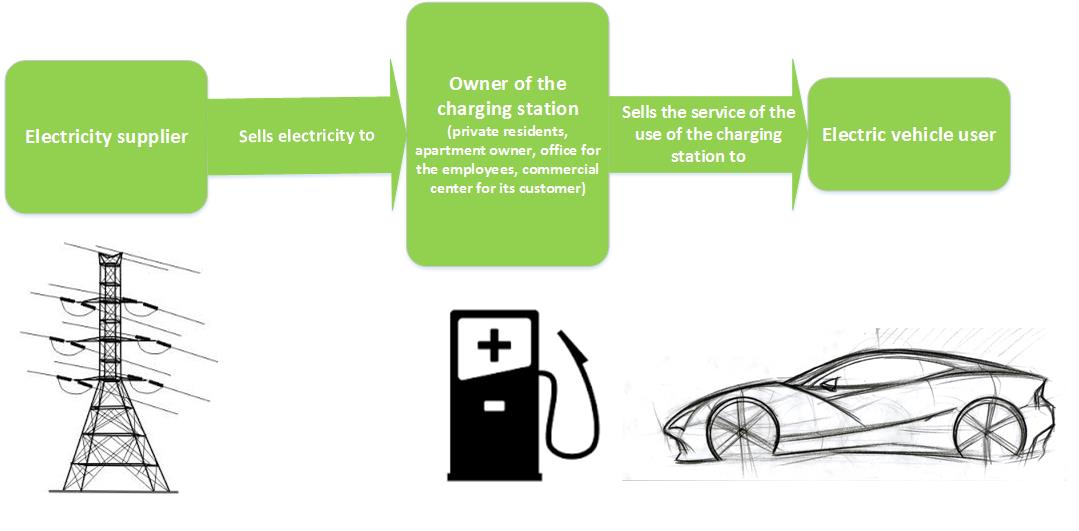 Electricity supplier
Sells electricity to
Owner of the
charging station
(private residents,
apartment owner, office for
the employees, commercial
center for its customer)
Sells the service of the
use of the charging
station to
Electric vehicle user